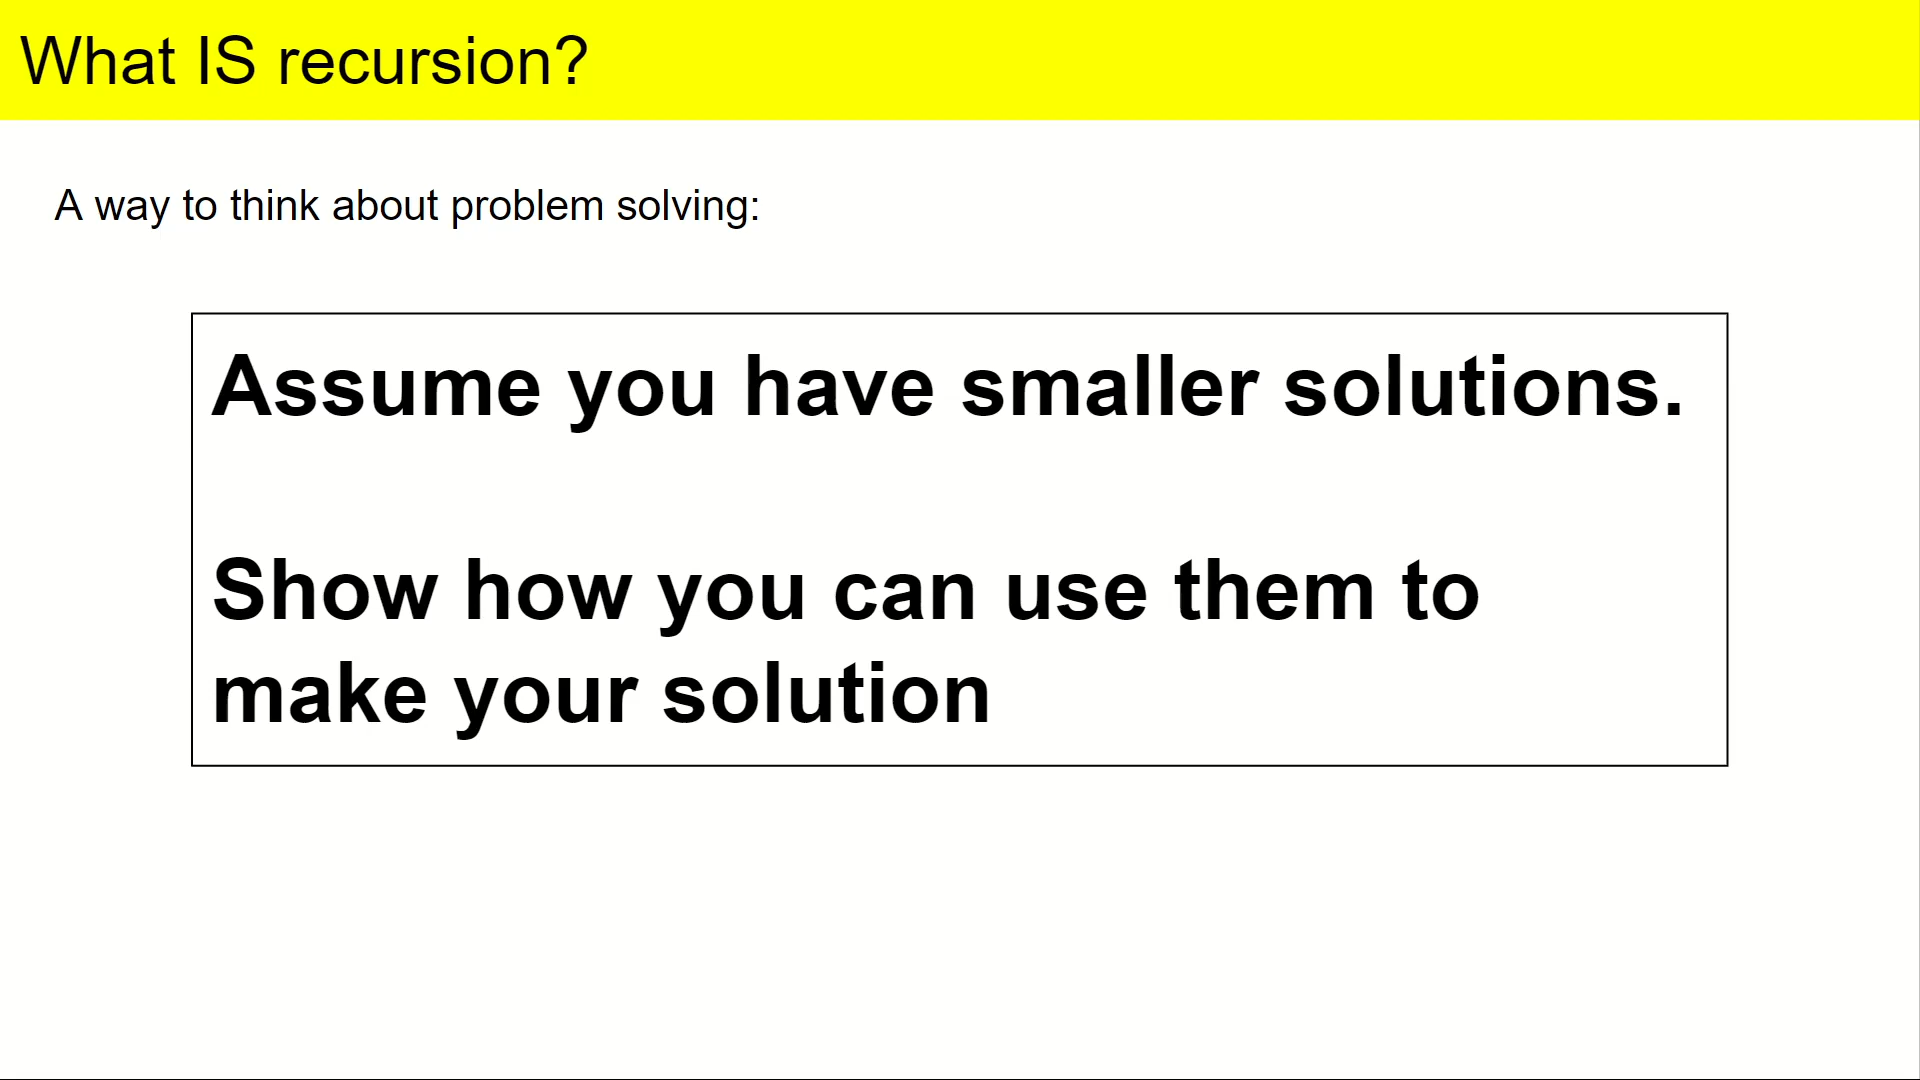 What IS recursion?
A way to think about problem solving:
Assume you have smaller solutions.
Show how you can use them to
make your solution